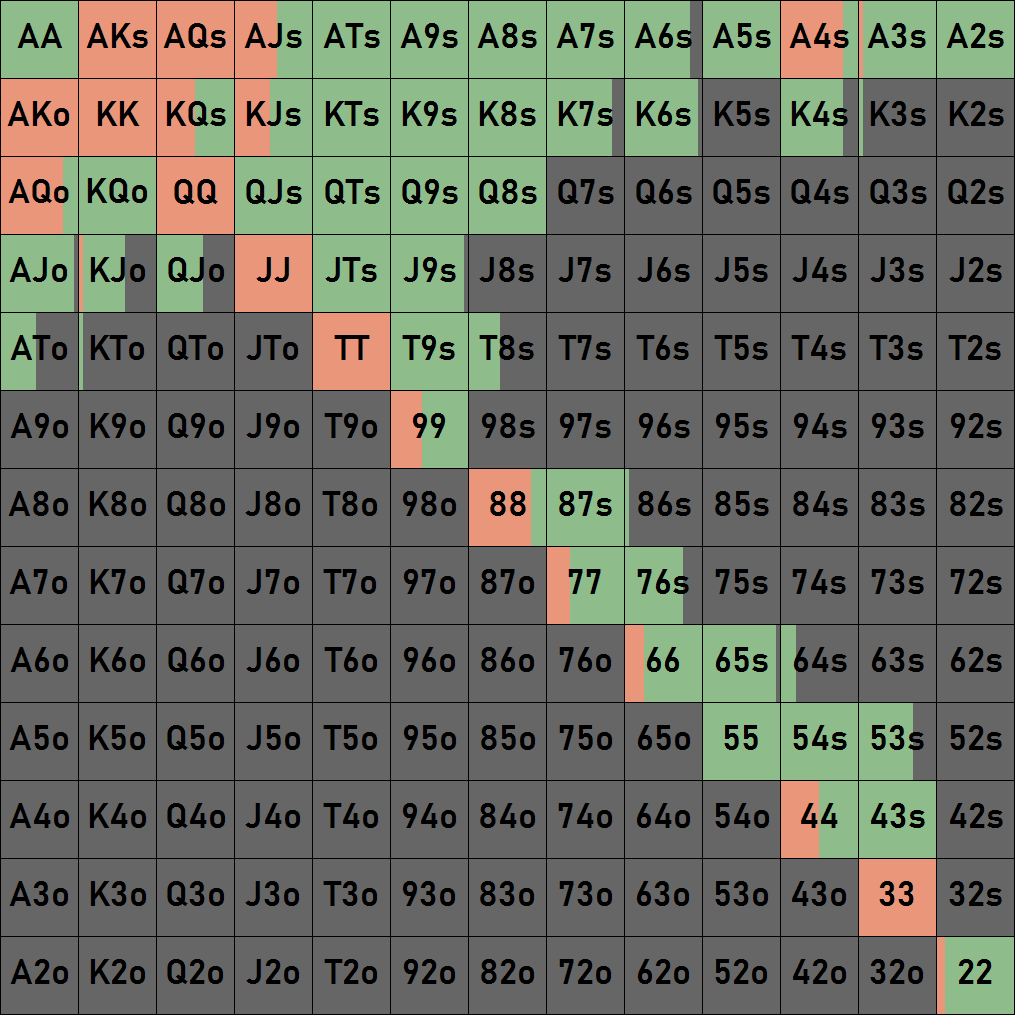 AA AKs AQs AJs ATs A9s A8s A7s A6s A5s A4s A3s A2s
AKo KK KQs KJs KTs K9s K8s K7s K6s K5s K4s K3s K2s
AQo KQo QQ QJs QTs Q9s Q8s Q7s Q6s Q5s Q4s Q3s Q2s
AJo KJo QJo JJ JTs J9s J8s J7s J6s J5s J4s J3s J2s
ATo KTo QTo JTo TT T9s T8s T7s T6s T5s T4s T3s T2s
A9o K9o Q9o J9o T9o 99 98s 97s 96s 95s 94s 93s 92s
A8o K8o Q8o J8o T8o 98o 88 87s 86s 85s 84s 83s 82s
A7o K7o Q7o J7o T7o 97o 87o 77 76s 75s 74s 73s 72s
A6o K6o Q6o J6o T6o 96o 86o 76o 66 65s 64s 63s 62s
A5o K5o Q5o J5o T5o 95o 85o 75o 65o 55 54s 53s 52s
A4o K4o Q4o J4o T4o 94o 84o 74o 64o 54o 44 43s 42s
A3o K3o Q3o J3o T3o 93o 83o 73o 63o 53o 43o 33 32s
A2o K2o Q2o J2o T2o 92o 82o 72o 62o 52o 42o 32o 22